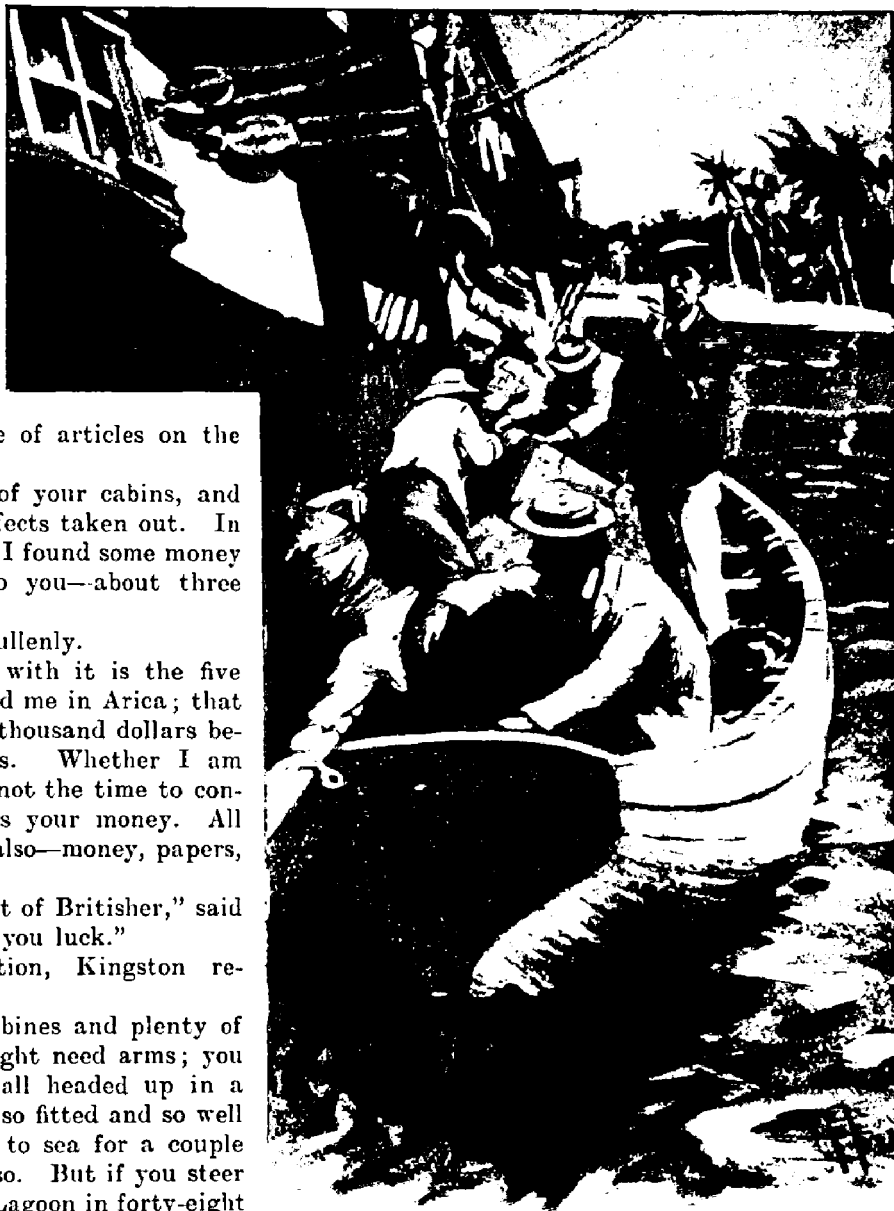 e of articles on the
of your cabins, and
fects taken out. In
I found some money
o you—about three
ullenly.
with it is the five
d me in Arica; that
thousand dollars be-
s. Whether I am
not the time to con-
s your money. All
also—money, papers,
t of Britisher,” said
you luck.”
tion, Kingston re-
bines and plenty of
ght need arms; you
all headed up in a
so fitted and so well
to sea for a couple
so. But if you steer
Lagoon in forty-eight